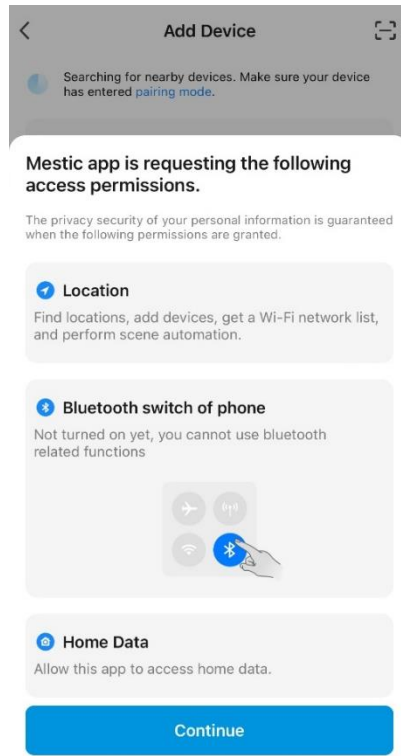 Add Device
Searching for nearby devices. Make sure your device
has entered pairing mode.
Mestic app is requesting the following
access permissions.
The privacy security of your personal information is guaranteed
when the following permissions are granted.
Location
Find locations, add devices, get a Wi-Fi network list,
and perform scene automation.
Bluetooth switch of phone
Not turned on yet, you cannot use bluetooth
related functions
Home Data
Allow this app to access home data.
Continue